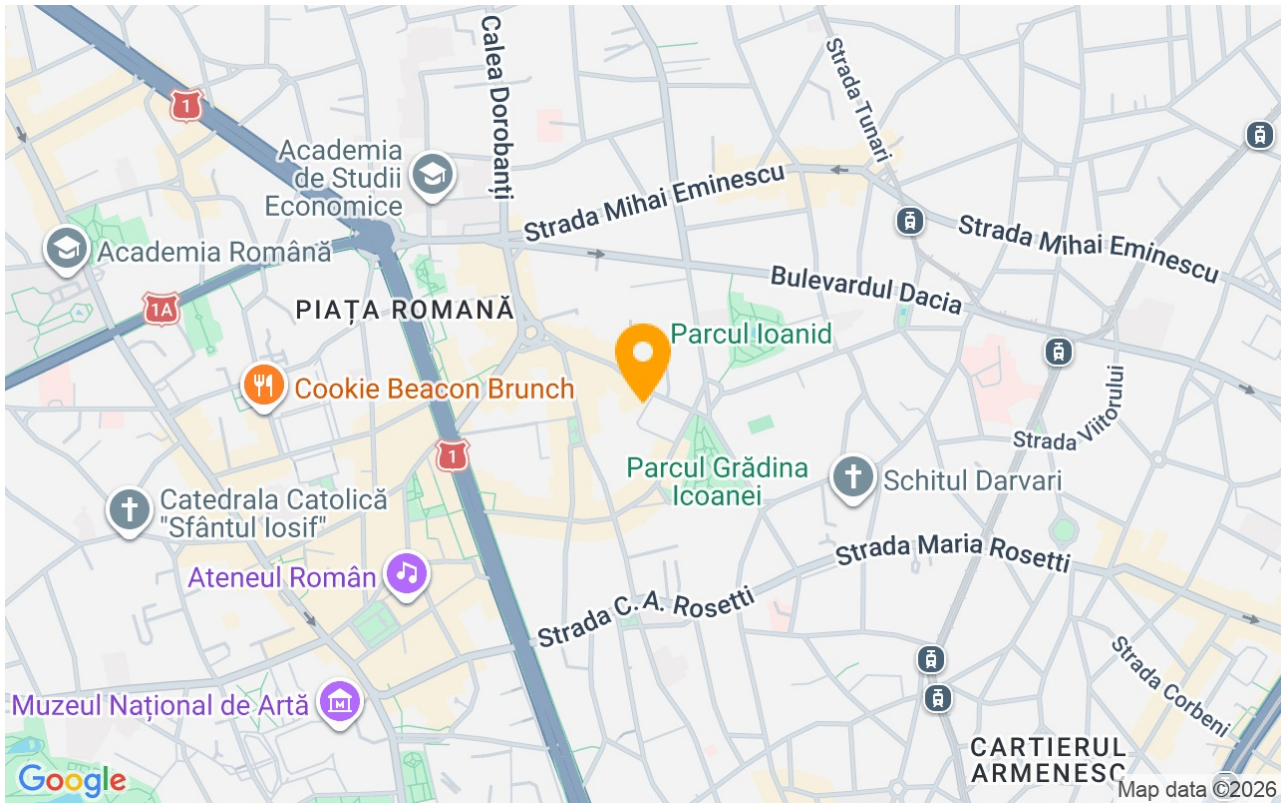 Calea Dorobanți
Strada Tunari
1
Academia
de Studii
Economice
Strada Mihai Eminescu
Academia Română
Strada Mihai Eminescu
Bulevardul Dacia
1A
PIAȚA ROMANĂ
Parcul Ioanid
Cookie Beacon Brunch
Strada Viitorului
1
Parcul Grădina
Icoanei
Schitul Darvari
Catedrala Catolică
"Sfântul Iosif"
Strada Maria Rosetti
Ateneul Român
Strada C. A. Rosetti
Strada Corbeni
Muzeul Național de Artă
M
CARTIERUL
ARMENESC
Google
Map data ©2026